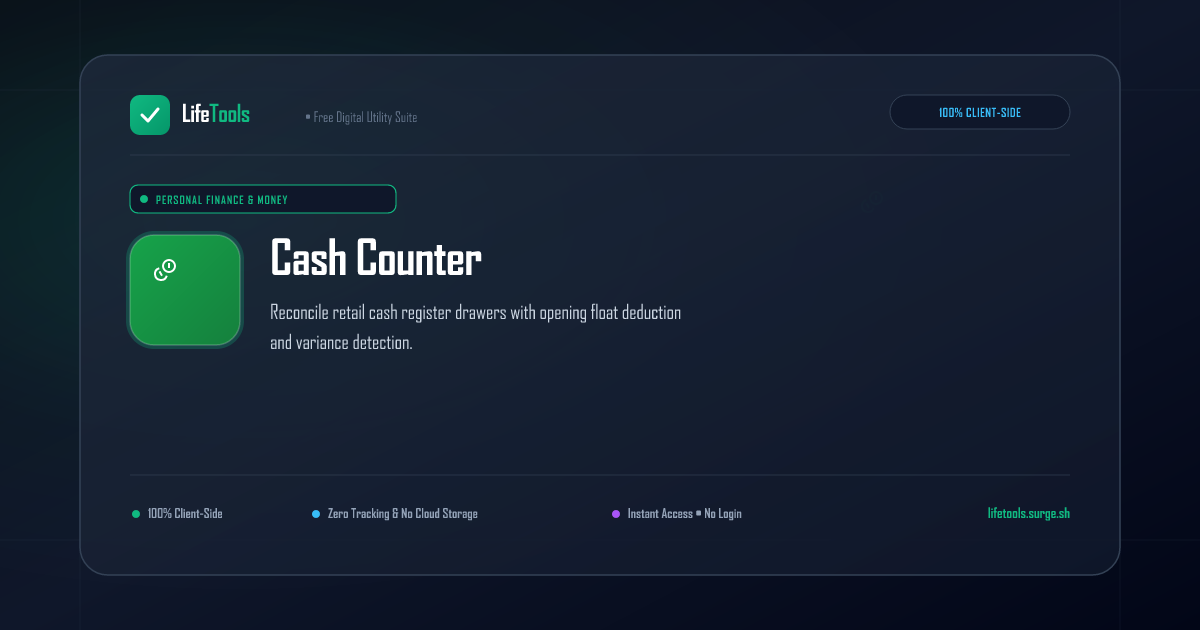 LifeTools
▪ Free Digital Utility Suite
100% CLIENT-SIDE
PERSONAL FINANCE & MONEY
Cash Counter
Reconcile retail cash register drawers with opening float deduction
and variance detection.
100% Client-Side
Zero Tracking & No Cloud Storage
Instant Access ▪ No Login
lifetools.surge.sh